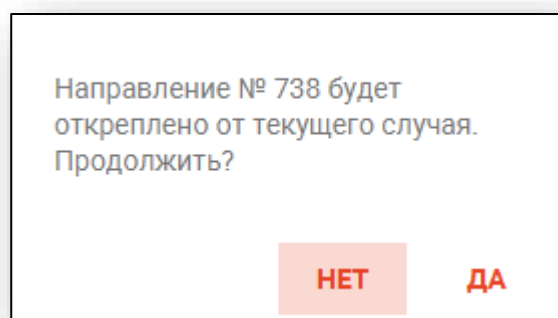 Направление № 738 будет
откреплено от текущего случая.
Продолжить?
НЕТ ДА